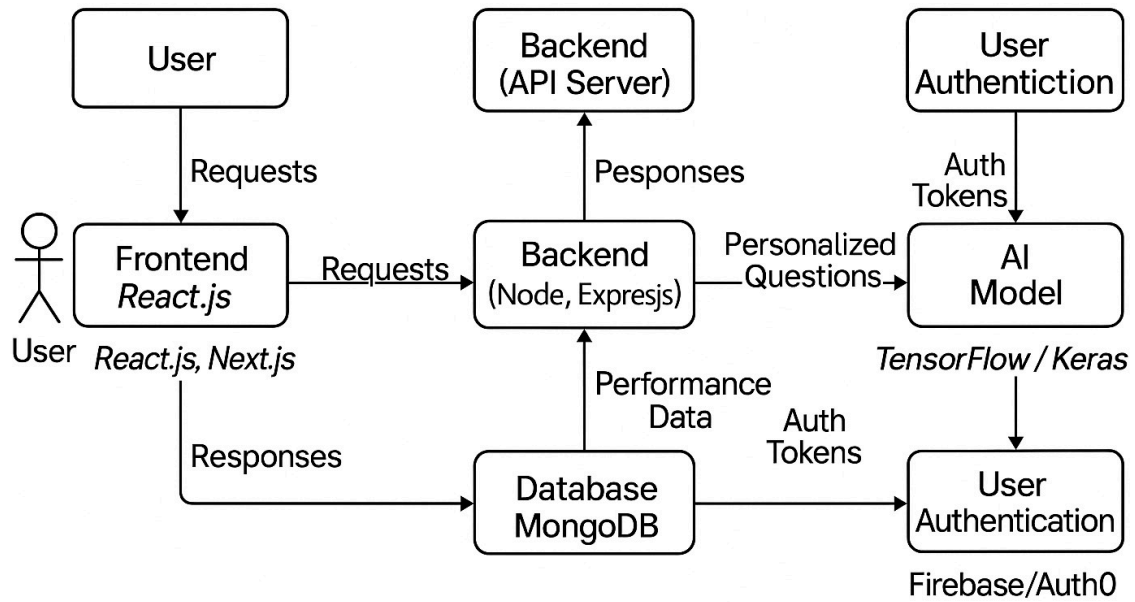 User
Backend
(API Server)
User
Authentiction
Requests
Pesponses
Auth
Tokens
Frontend
React.js
Requests
Backend
(Node, Expresjs)
Personalized
Questions
AI
Model
User
React.js, Next.js
TensorFlow / Keras
Performance
Data
Auth
Tokens
Responses
Database
MongoDB
User
Authentication
Firebase/Auth0